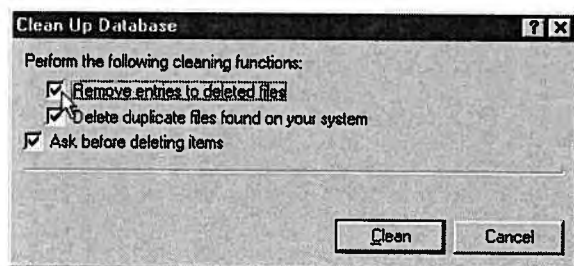 Clean Up Database
Perform the following cleaning functions:
Remove entries to deleted files
Delete duplicate files found on your system
Ask before deleting items
Clean Cancel